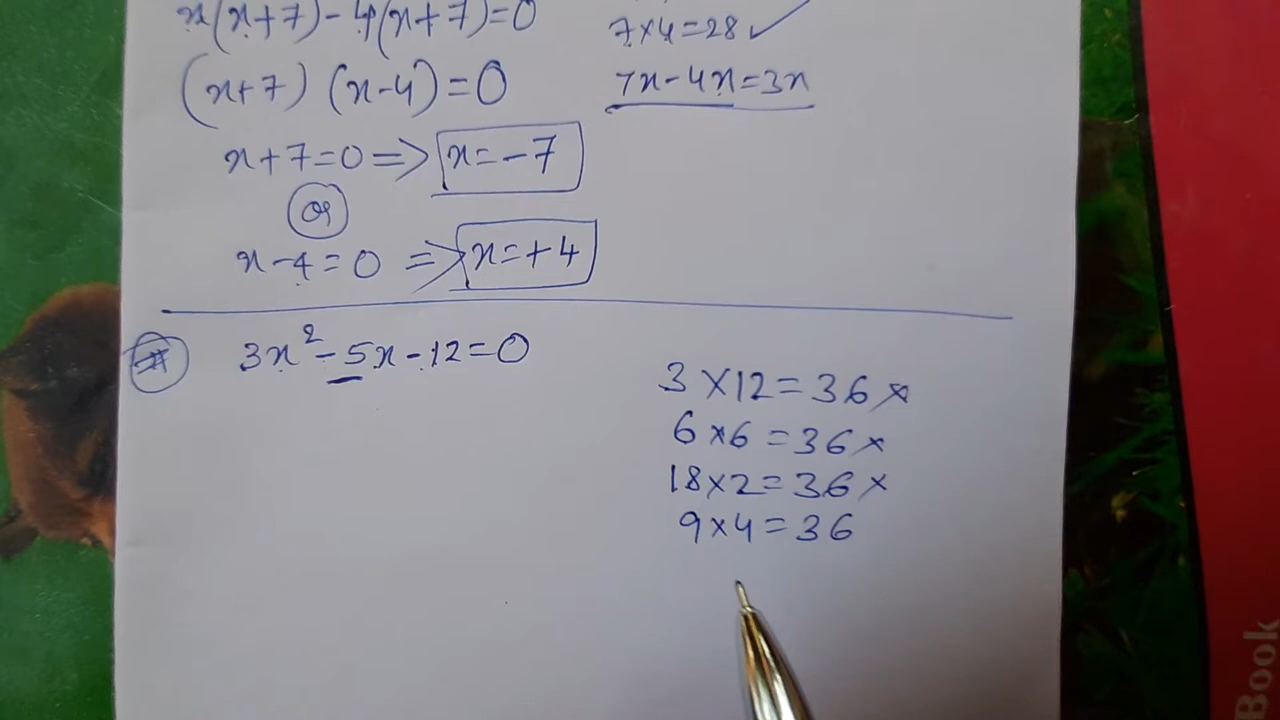 x(x+7)-4(x+7)=0
7×4=28✓
(x+7) (x-4)=0
7x-4x=3x
x+7=0=> x=-7
or
x-4=0 => x=+4
# 3x²-5x-12=0
3×12=36×
6×6=36×
18×2=36×
9×4=36
Book